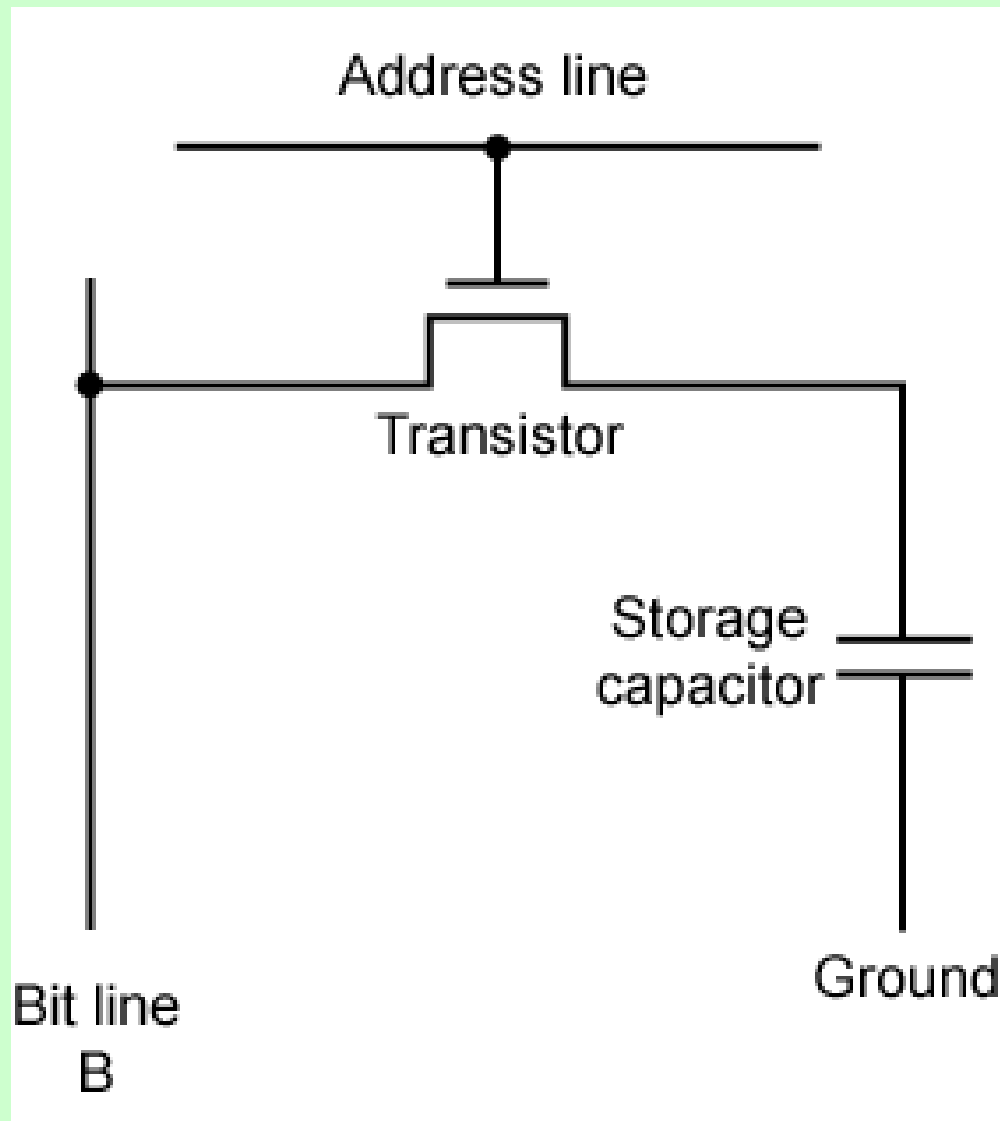 Address line
Transistor
Storage
capacitor
Ground
Bit line
B